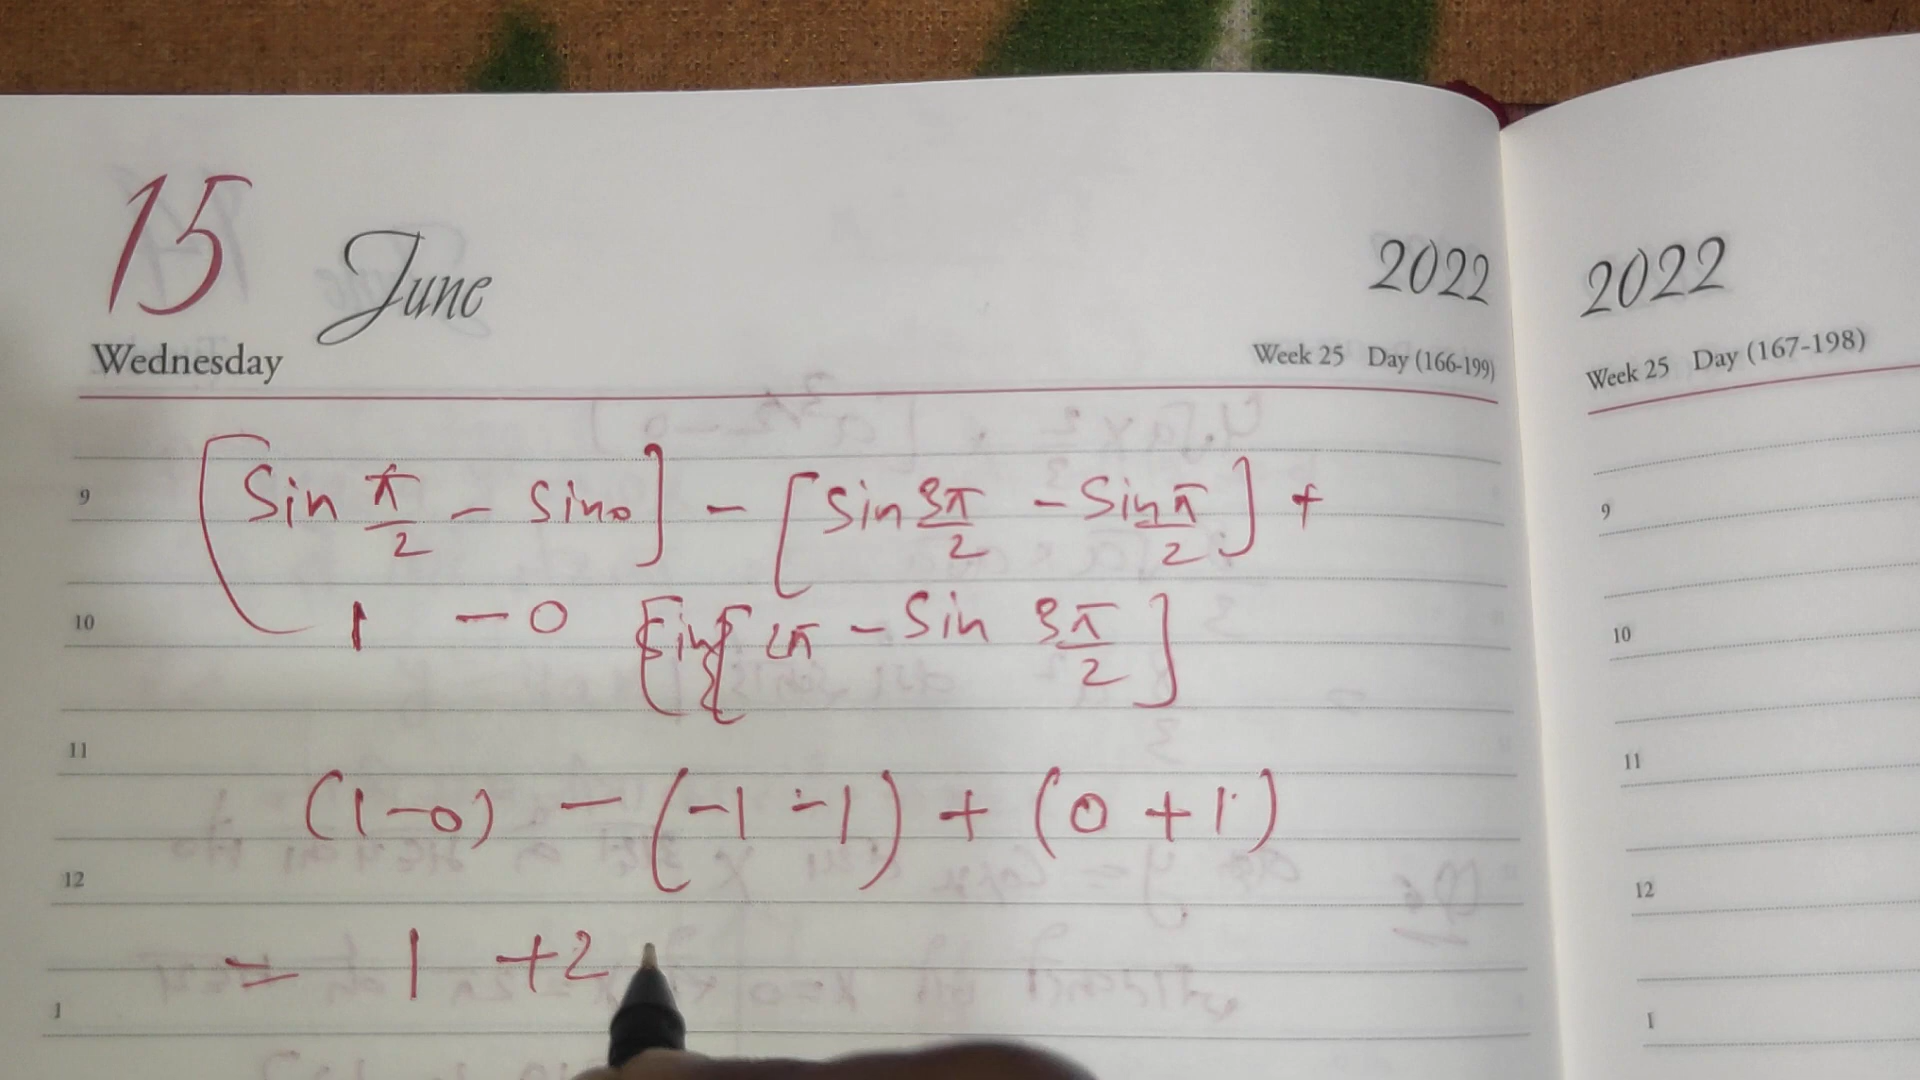 15 June 2022
Wednesday Week 25 Day (166-199)
9 [Sin π/2 - Sin0] - [Sin 3π/2 - Sin π/2] +
10 1 - 0 [Sin 2π - Sin 3π/2]
11
(1-0) - (-1 -1) + (0 + 1)
12
= 1 +2
1
2022
Week 25 Day (167-198)
9
10
11
12
1